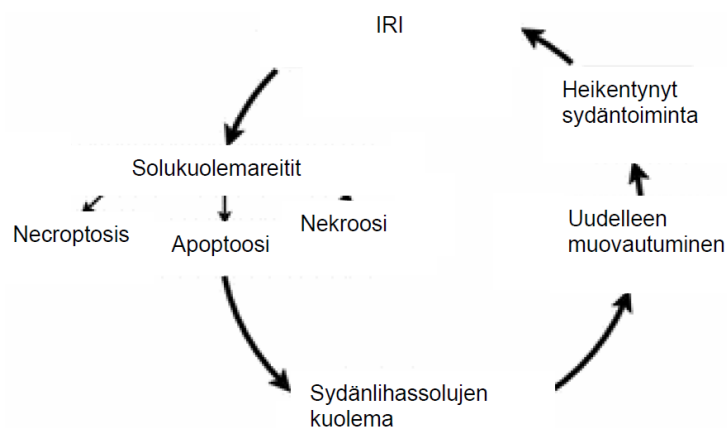 IRI
Heikentynyt
sydäntoiminta
Solukuolemareitit
Necroptosis
Apoptoosi
Nekroosi
Uudelleen
muovautuminen
Sydänlihassolujen
kuolema